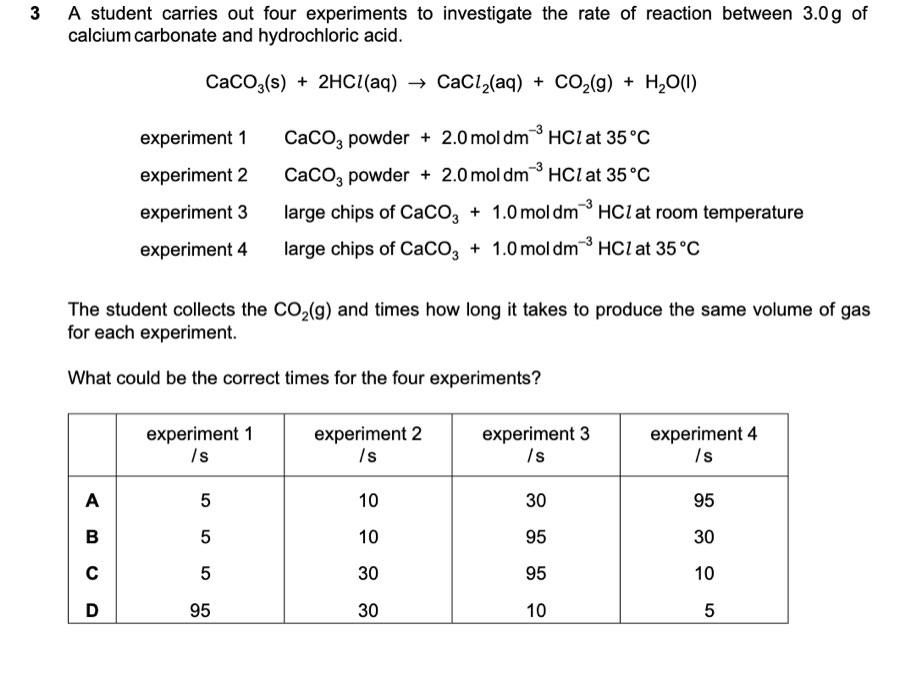 3 A student carries out four experiments to investigate the rate of reaction between 3.0 g of
calcium carbonate and hydrochloric acid.
CaCO₃(s) + 2HCl(aq) → CaCl₂(aq) + CO₂(g) + H₂O(l)
experiment 1 CaCO₃ powder + 2.0 mol dm⁻³ HCl at 35 °C
experiment 2 CaCO₃ powder + 2.0 mol dm⁻³ HCl at 35 °C
experiment 3 large chips of CaCO₃ + 1.0 mol dm⁻³ HCl at room temperature
experiment 4 large chips of CaCO₃ + 1.0 mol dm⁻³ HCl at 35 °C
The student collects the CO₂(g) and times how long it takes to produce the same volume of gas
for each experiment.
What could be the correct times for the four experiments?
experiment 1 experiment 2 experiment 3 experiment 4
/ s / s / s / s
A 5 10 30 95
B 5 10 95 30
C 5 30 95 10
D 95 30 10 5